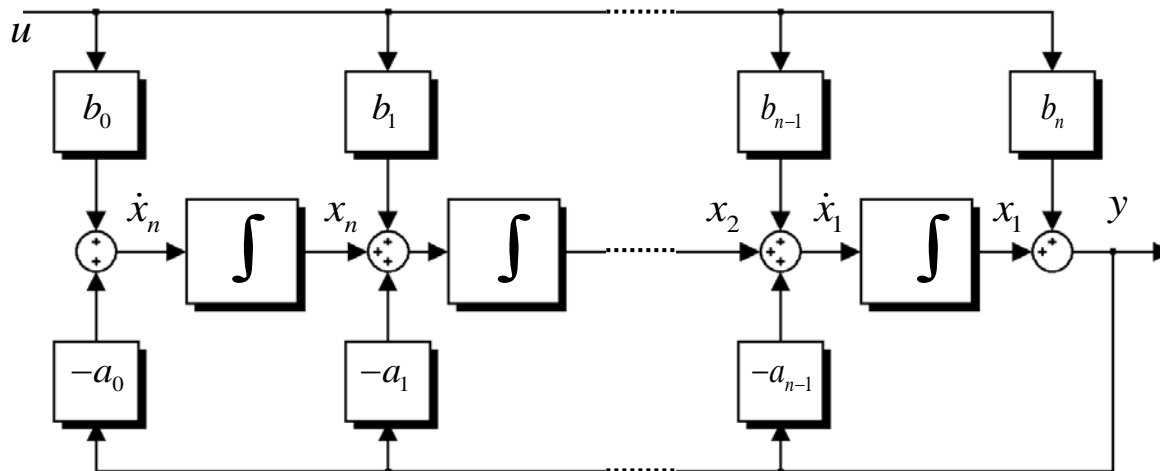 u
b₀ b₁ bₙ₋₁ bₙ
ẋₙ ∫ xₙ ∫ x₂ ẋ₁ ∫ x₁ y
+ + + + + + + + + +
−a₀ −a₁ −aₙ₋₁